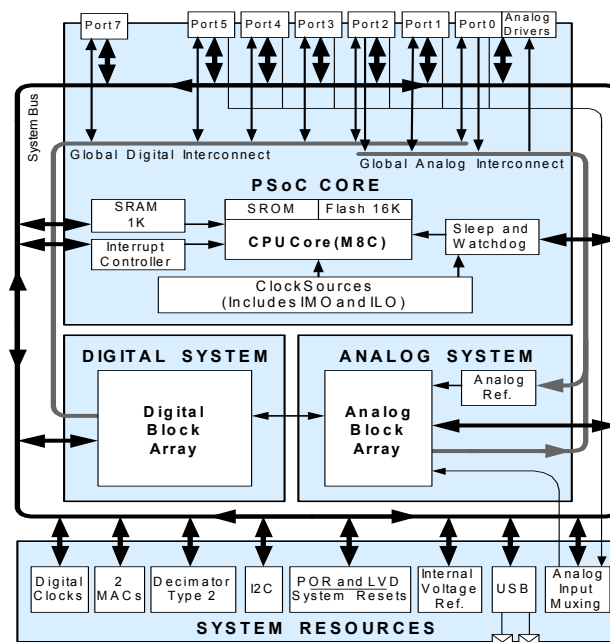 Port 7
Port 5
Port 4
Port 3
Port 2
Port 1
Port 0
Analog
Drivers
System Bus
Global Digital Interconnect
Global Analog Interconnect
PSoC CORE
SRAM
1K
SROM
Flash 16K
CPU Core (M8C)
Sleep and
Watchdog
Interrupt
Controller
Clock Sources
(Includes IMO and ILO)
DIGITAL SYSTEM
ANALOG SYSTEM
Digital
Block
Array
Analog
Block
Array
Analog
Ref.
Digital
Clocks
2
MACs
Decimator
Type 2
I2C
POR and LVD
System Resets
Internal
Voltage
Ref.
USB
Analog
Input
Muxing
SYSTEM RESOURCES